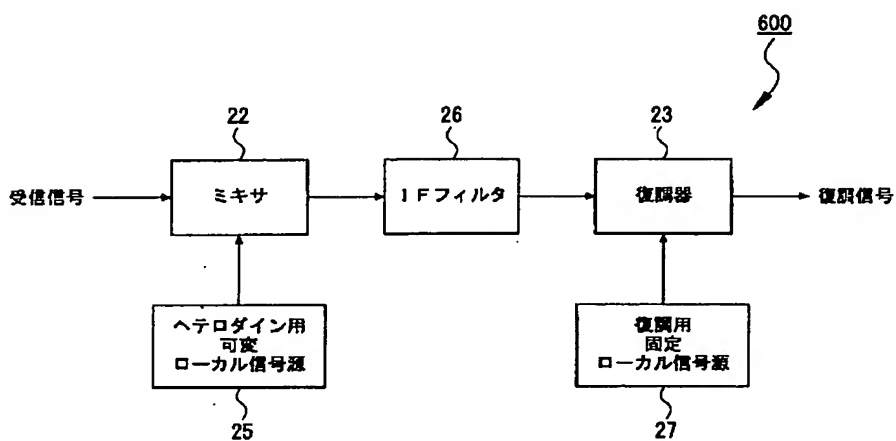 600
22
26
23
受信信号
ミキサ
IFフィルタ
復調器
復調信号
ヘテロダイン用
可変
ローカル信号源
復調用
固定
ローカル信号源
25
27